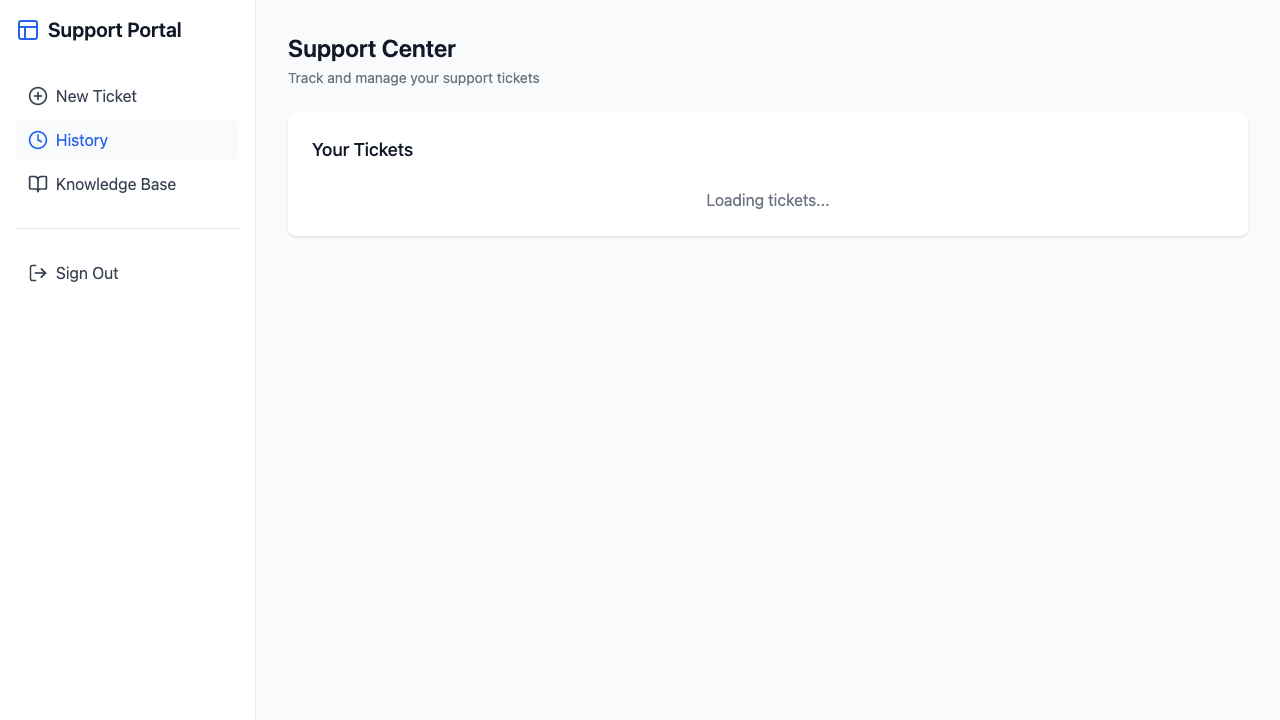 Support Portal
New Ticket
History
Knowledge Base
Sign Out
Support Center
Track and manage your support tickets
Your Tickets
Loading tickets...